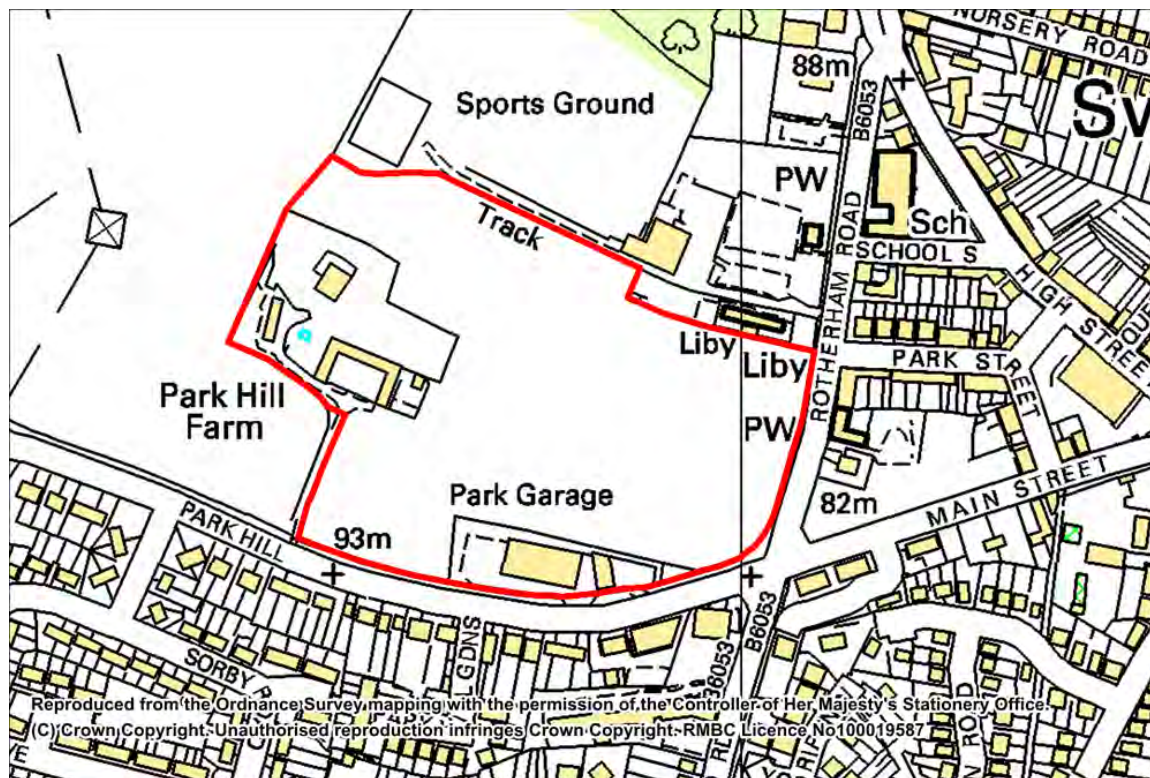 NURSERY ROAD
88m
B6053
Sports Ground
PW
Track
Sch
SCHOOL S
ROTHERHAM ROAD
HIGH STREET
Liby
Liby
PARK STREET
Park Hill
Farm
PW
Park Garage
82m
MAIN STREET
PARK HILL
93m
GDNS
B6053
B6053
SORBY
ROAD
Reproduced from the Ordnance Survey mapping with the permission of the Controller of Her Majesty's Stationery Office.
(C) Crown Copyright. Unauthorised reproduction infringes Crown Copyright. RMBC Licence No100019587